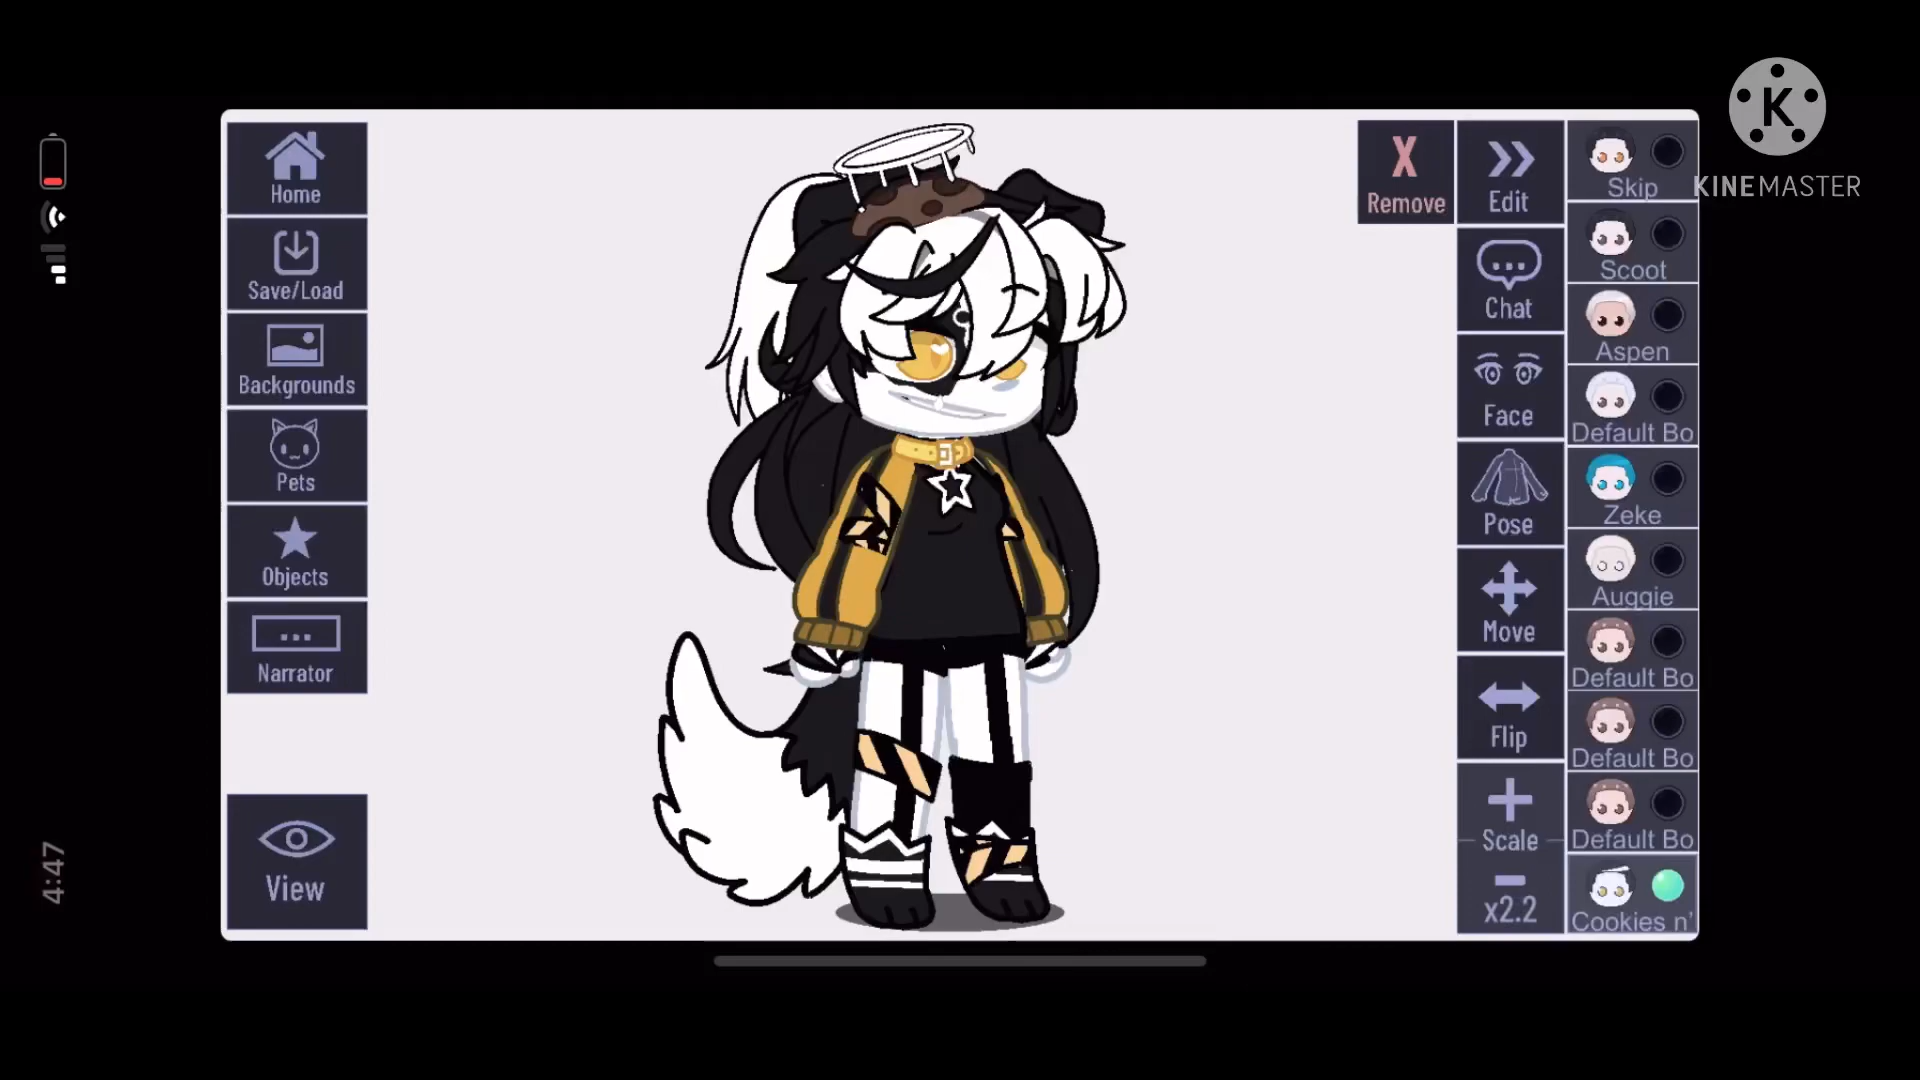 Home
Save/Load
Backgrounds
Pets
Objects
Narrator
View
4:47
X
Remove
Edit
Chat
Face
Pose
Move
Flip
Scale
x2.2
Skip
Scoot
Aspen
Default Bo
Zeke
Auggie
Default Bo
Default Bo
Default Bo
Cookies n'
K
KINEMASTER